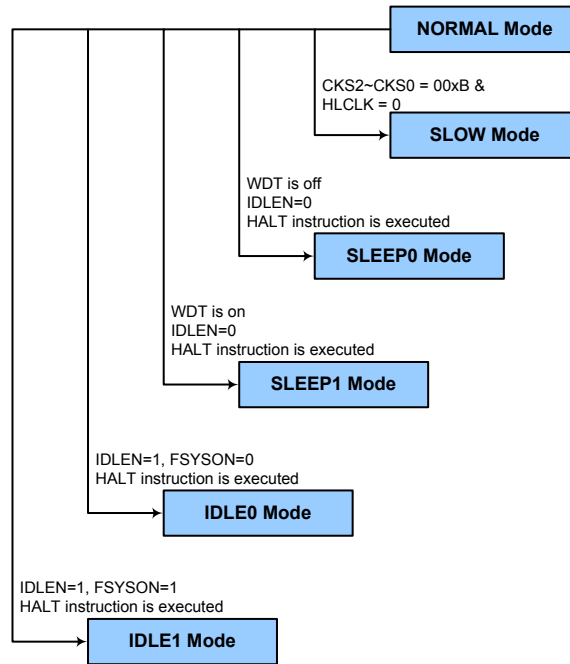 NORMAL Mode
CKS2~CKS0 = 00xB &
HLCLK = 0
SLOW Mode
WDT is off
IDLEN=0
HALT instruction is executed
SLEEP0 Mode
WDT is on
IDLEN=0
HALT instruction is executed
SLEEP1 Mode
IDLEN=1, FSYSON=0
HALT instruction is executed
IDLE0 Mode
IDLEN=1, FSYSON=1
HALT instruction is executed
IDLE1 Mode